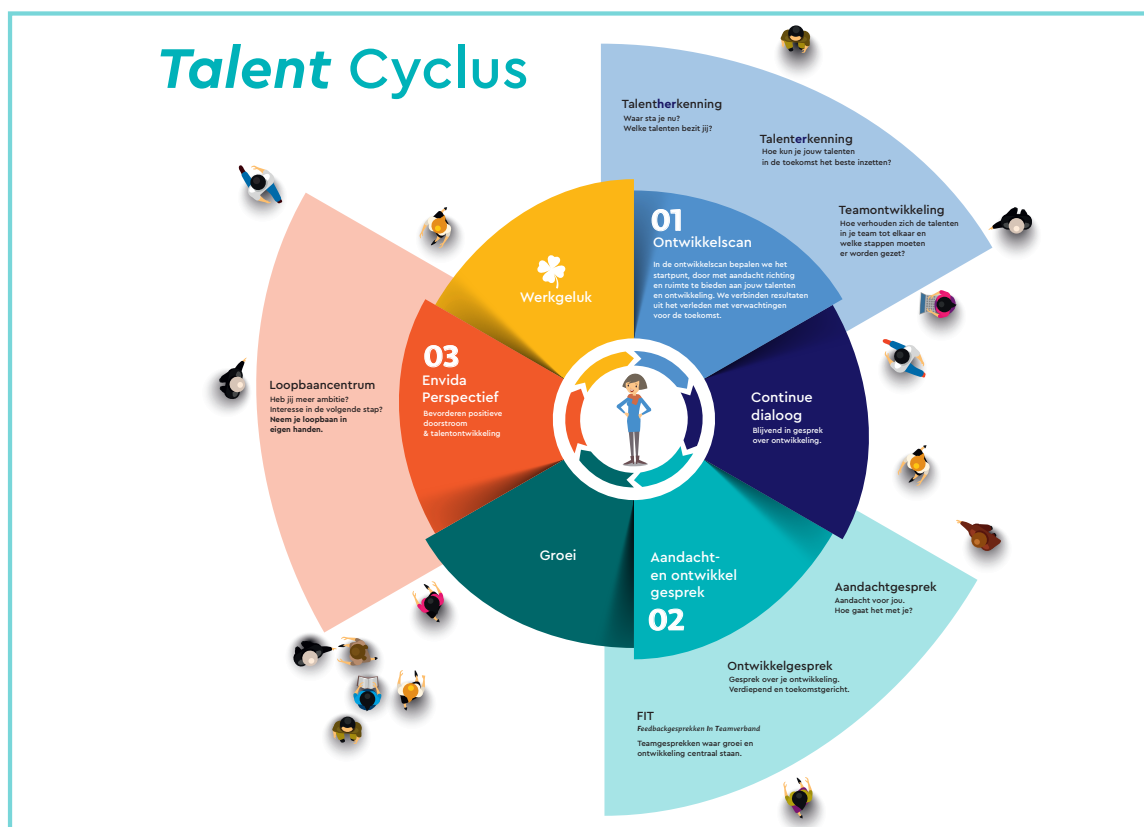 Talent Cyclus
Talentherkenning
Waar sta je nu?
Welke talenten bezit jij?
Talenterkenning
Hoe kun je jouw talenten
in de toekomst het beste inzetten?
Teamontwikkeling
Hoe verhouden zich de talenten
in je team tot elkaar en
welke stappen moeten
er worden gezet?
01
Ontwikkelscan
In de ontwikkelscan bepalen we het
startpunt, door met aandacht richting
en ruimte te bieden aan jouw talenten
en ontwikkeling. We verbinden resultaten
uit het verleden met verwachtingen
voor de toekomst.
Continue
dialoog
Blijvend in gesprek
over ontwikkeling.
Aandacht-
en ontwikkel
gesprek
02
Aandachtgesprek
Aandacht voor jou.
Hoe gaat het met je?
Ontwikkelgesprek
Gesprek over je ontwikkeling.
Verdiepend en toekomstgericht.
FIT
Feedbackgesprekken In Teamverband
Teamgesprekken waar groei en
ontwikkeling centraal staan.
Groei
03
Envida
Perspectief
Bevorderen positieve
doorstroom
& talentontwikkeling
Loopbaancentrum
Heb jij meer ambitie?
Interesse in de volgende stap?
Neem je loopbaan in
eigen handen.
Werkgeluk